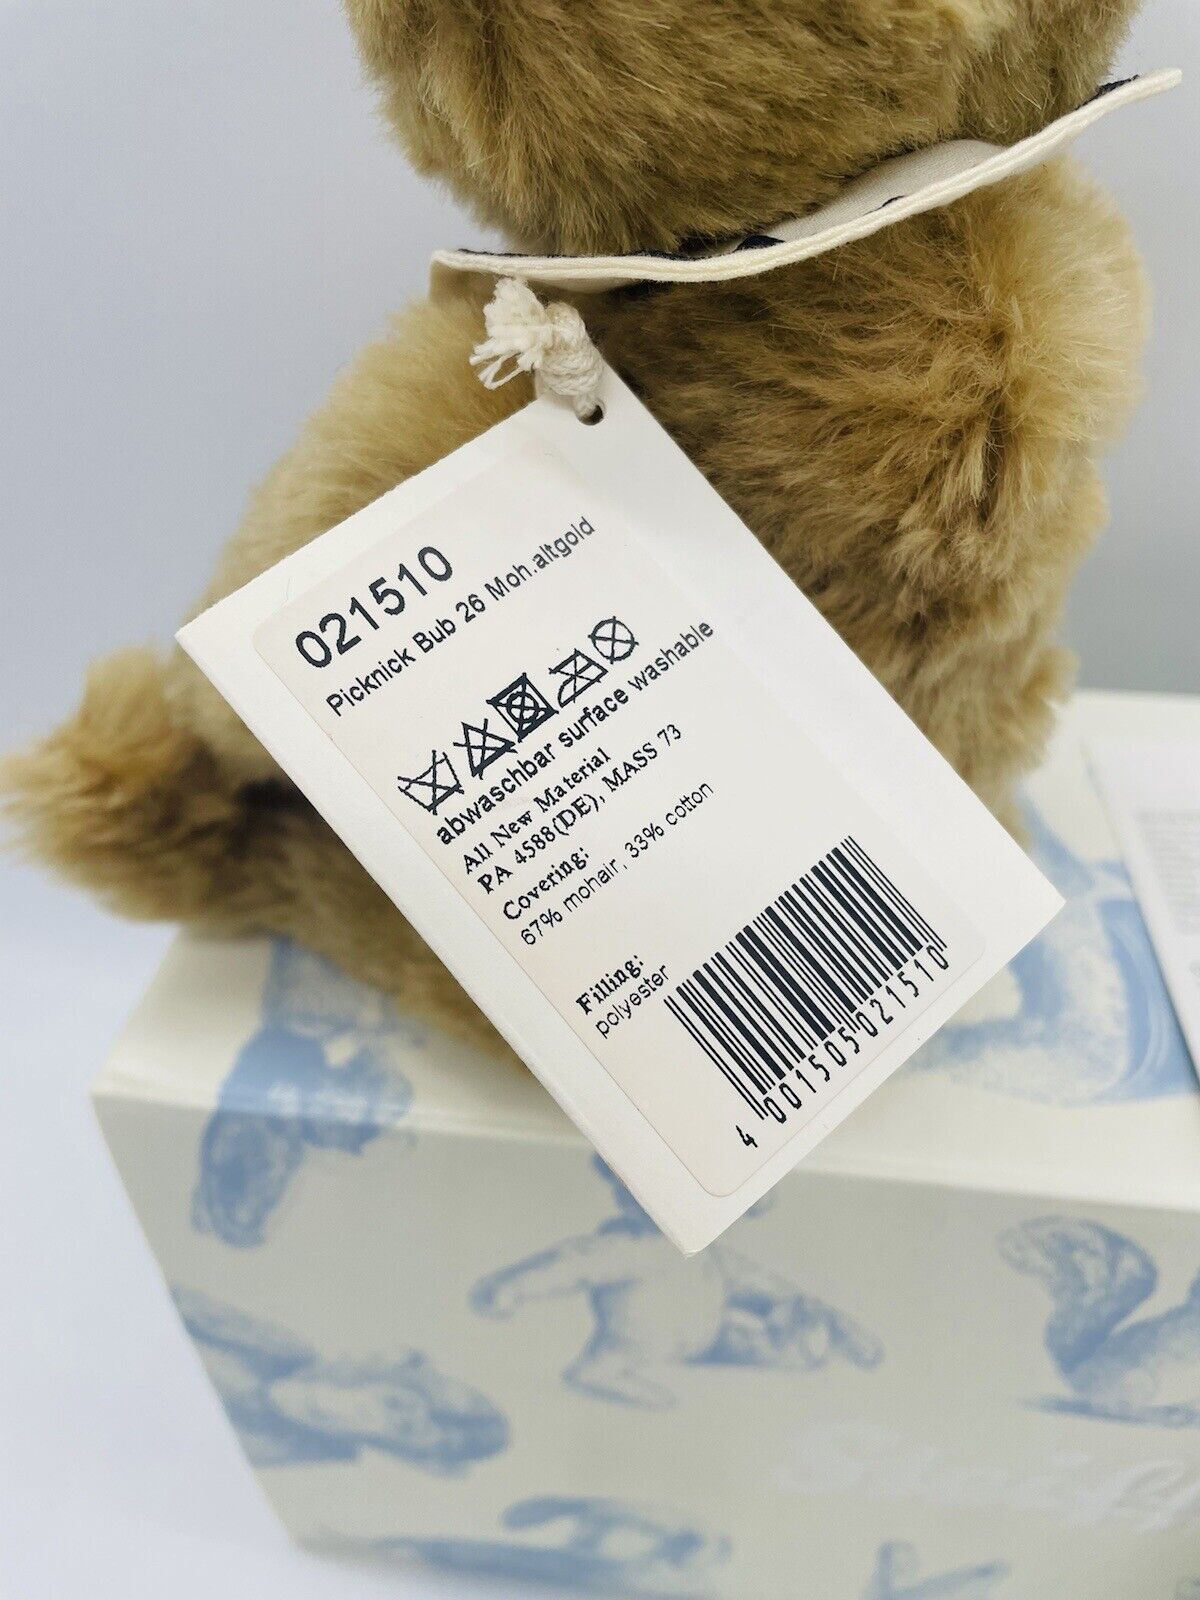 021510
Picknick Bub 26 Moh.altgold
abwaschbar surface washable
All New Material
PA 4588(DE), MASS 73
Covering:
67% mohair, 33% cotton
Filling:
polyester
4 001505 021510
Steiff